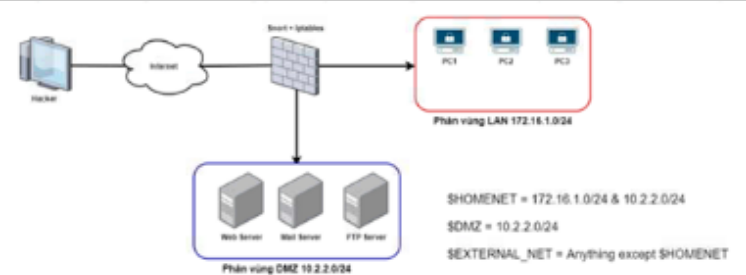 Snort + Iptables
Internet
Hacker
PC1
PC2
PC3
Phân vùng LAN 172.16.1.0/24
Web Server
Mail Server
FTP Server
Phân vùng DMZ 10.2.2.0/24
$HOMENET = 172.16.1.0/24 & 10.2.2.0/24
$DMZ = 10.2.2.0/24
$EXTERNAL_NET = Anything except $HOMENET